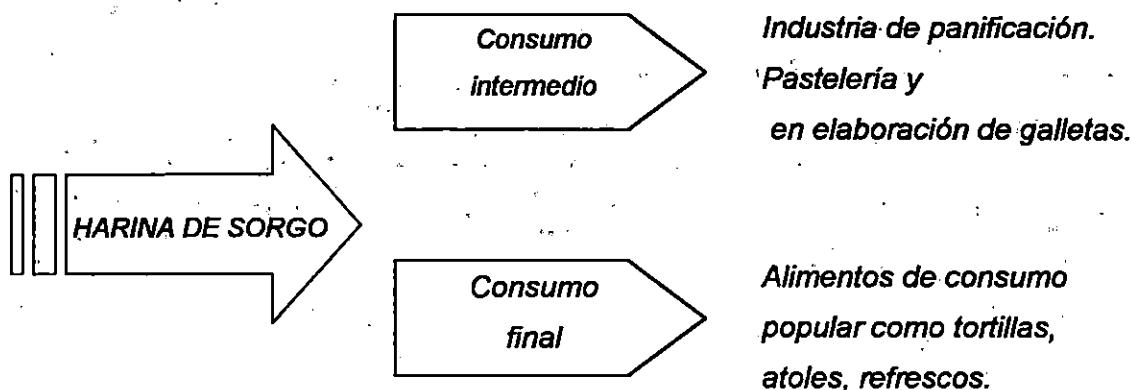 HARINA DE SORGO
Consumo
intermedio
Industria de panificación.
Pastelería y
en elaboración de galletas.
Consumo
final
Alimentos de consumo
popular como tortillas,
atoles, refrescos.